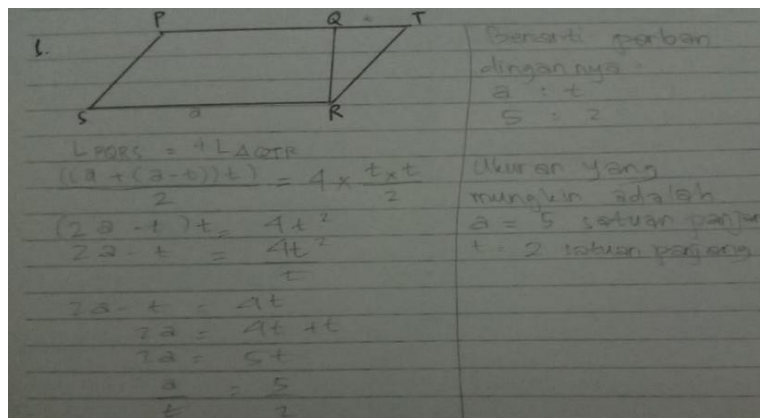 1.
P Q T
S a R
L PQRS = 4 L ΔQTR
((a + (a-t))t) / 2 = 4 × t×t / 2
(2a - t)t = 4t²
2a - t = 4t² / t
2a - t = 4t
2a = 4t + t
2a = 5t
a / t = 5 / 2
Berarti perban
dingannya :
a : t
5 : 2
Ukuran yang
mungkin adalah
a = 5 satuan panja
t = 2 satuan panjang